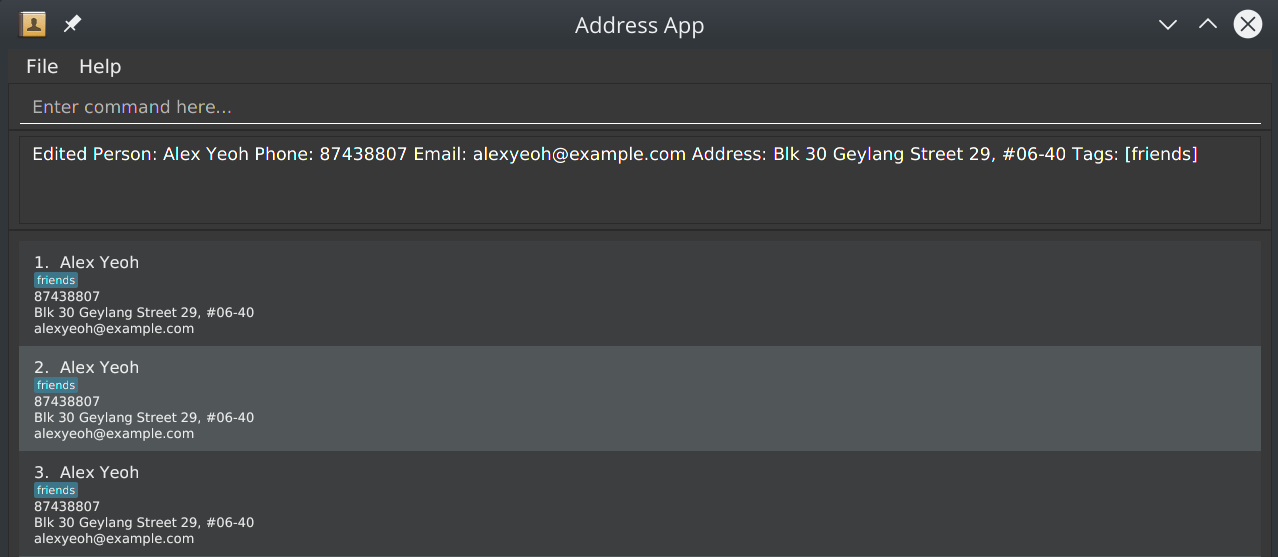 Address App
File Help
Enter command here...
Edited Person: Alex Yeoh Phone: 87438807 Email: alexyeoh@example.com Address: Blk 30 Geylang Street 29, #06-40 Tags: [friends]
1. Alex Yeoh
friends
87438807
Blk 30 Geylang Street 29, #06-40
alexyeoh@example.com
2. Alex Yeoh
friends
87438807
Blk 30 Geylang Street 29, #06-40
alexyeoh@example.com
3. Alex Yeoh
friends
87438807
Blk 30 Geylang Street 29, #06-40
alexyeoh@example.com